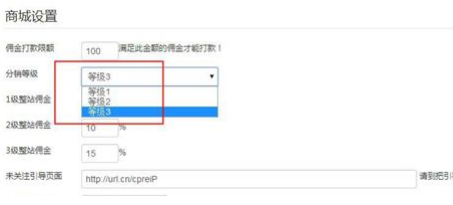 商城设置
佣金打款限额 100 满足此金额的佣金才能打款！
分销等级 等级3
等级1
1级整站佣金 等级2
等级3
2级整站佣金 10 %
3级整站佣金 15 %
未关注引导页面 http://url.cn/cpreiP 请到把引